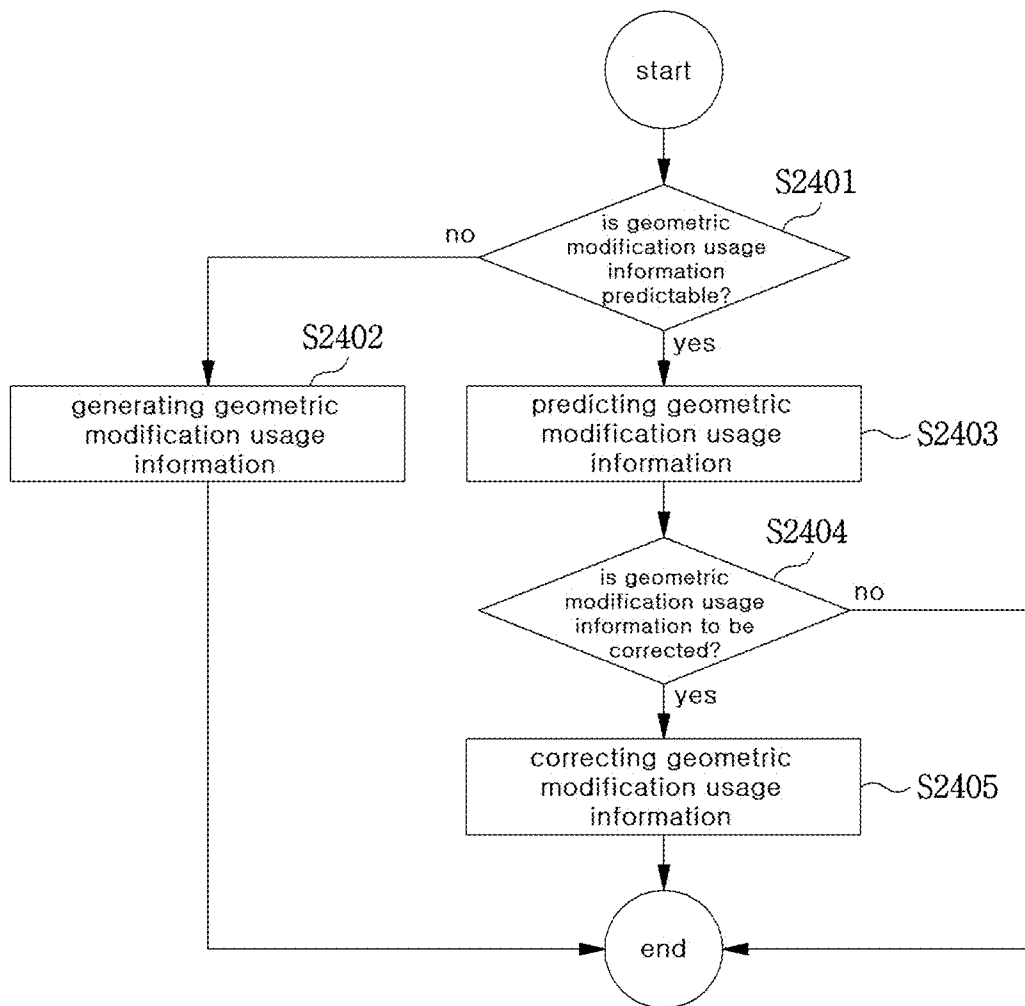 start
S2401
is geometric
modification usage
information
predictable?
no
yes
S2402
generating geometric
modification usage
information
predicting geometric
modification usage
information
S2403
S2404
is geometric
modification usage
information to be
corrected?
no
yes
correcting geometric
modification usage
information
S2405
end